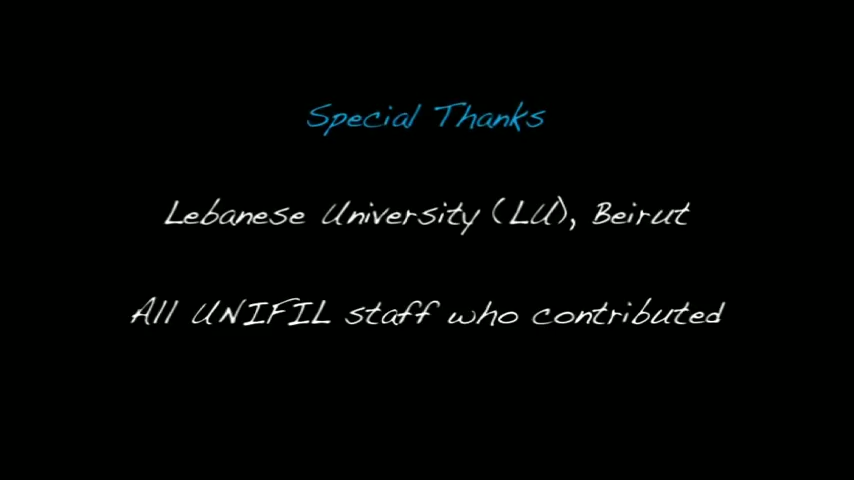 Special Thanks
Lebanese University (LU), Beirut
All UNIFIL staff who contributed